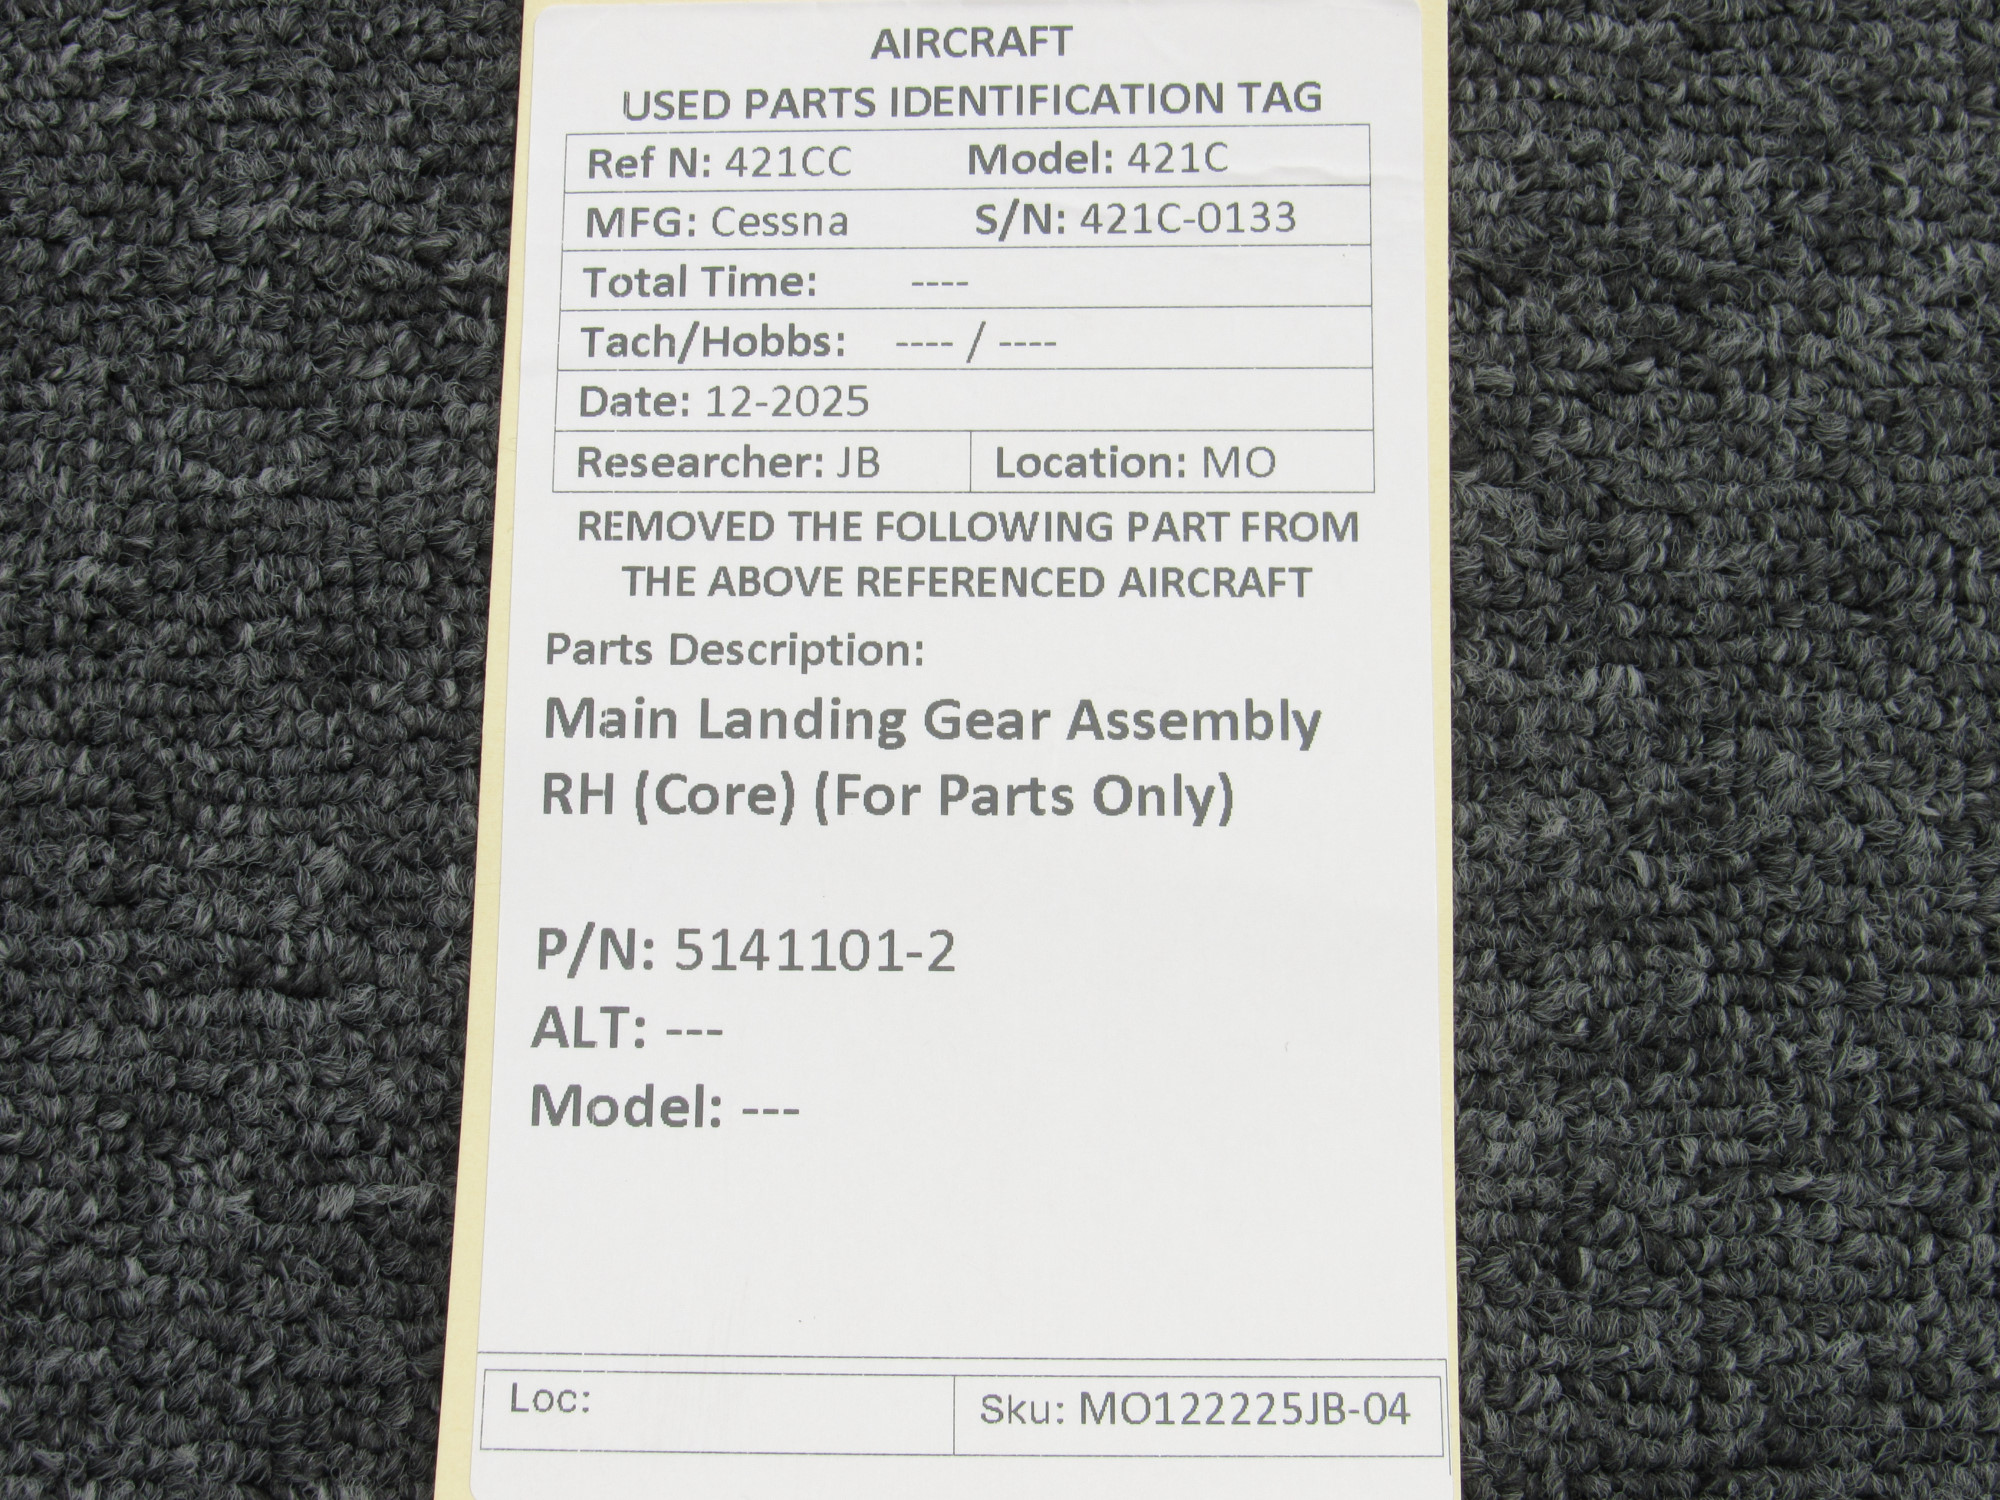 AIRCRAFT
USED PARTS IDENTIFICATION TAG
Ref N: 421CC Model: 421C
MFG: Cessna S/N: 421C-0133
Total Time: ----
Tach/Hobbs: ---- / ----
Date: 12-2025
Researcher: JB Location: MO
REMOVED THE FOLLOWING PART FROM
THE ABOVE REFERENCED AIRCRAFT
Parts Description:
Main Landing Gear Assembly
RH (Core) (For Parts Only)
P/N: 5141101-2
ALT: ---
Model: ---
Loc: Sku: MO122225JB-04